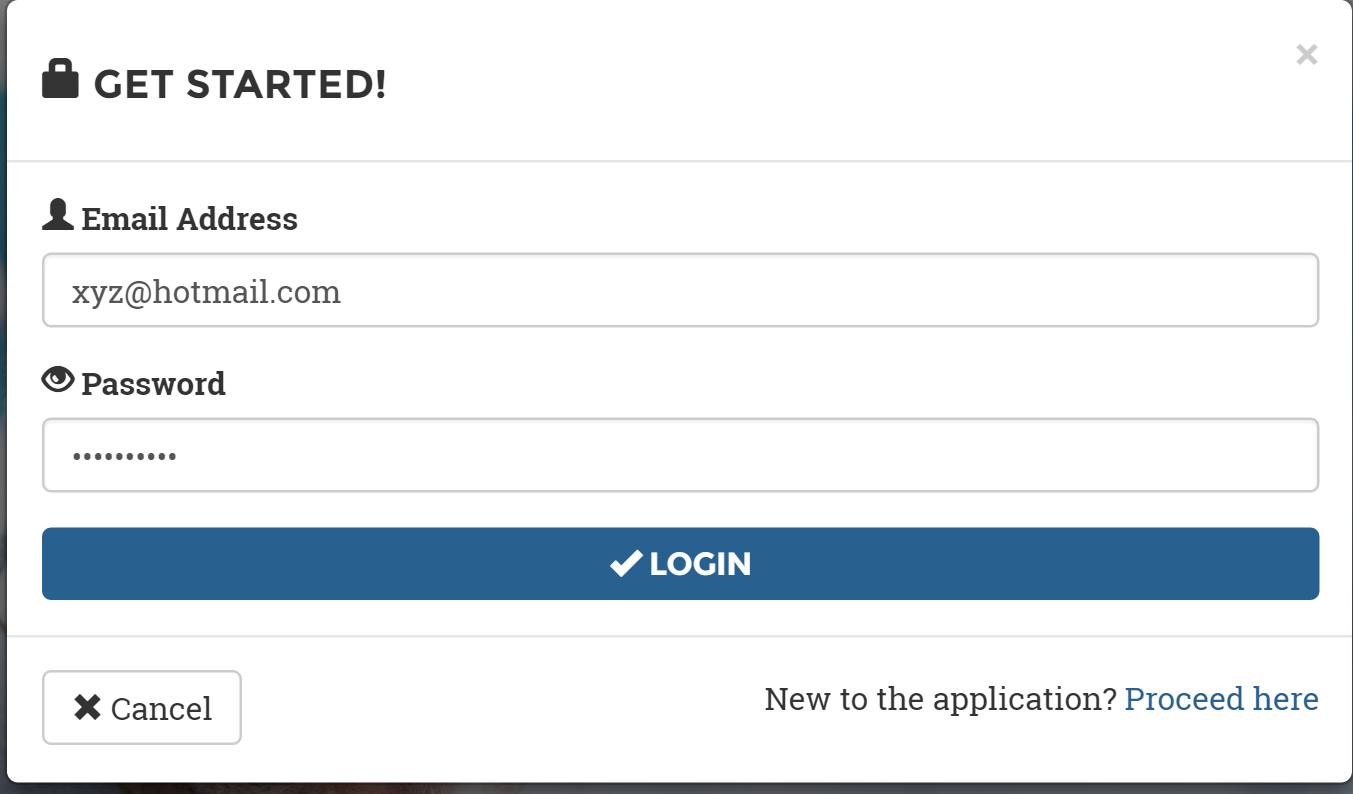 GET STARTED!
×
Email Address
xyz@hotmail.com
Password
••••••••••
LOGIN
Cancel
New to the application? Proceed here